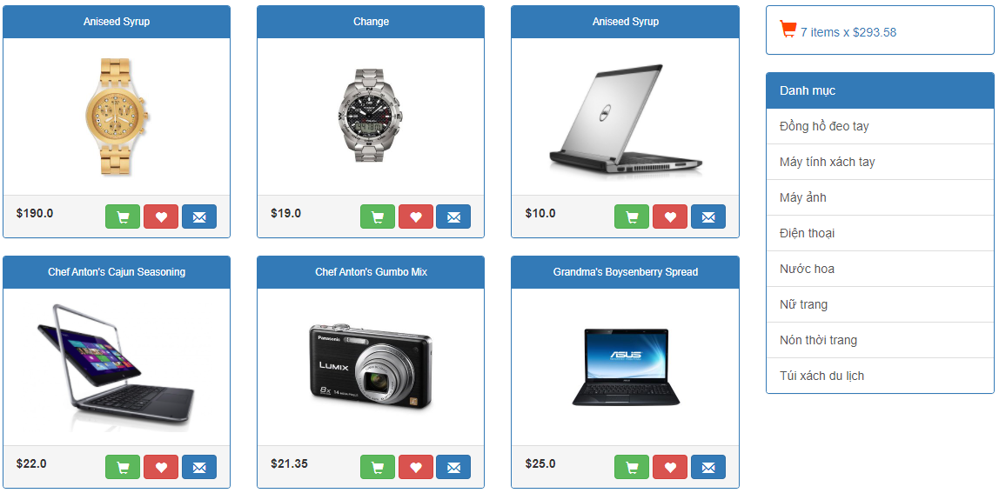 Aniseed Syrup
$190.0
Change
$19.0
Aniseed Syrup
DELL
$10.0
Chef Anton's Cajun Seasoning
$22.0
Chef Anton's Gumbo Mix
Panasonic
LUMIX
8x
$21.35
Grandma's Boysenberry Spread
ASUS
$25.0
7 items x $293.58
Danh mục
Đồng hồ đeo tay
Máy tính xách tay
Máy ảnh
Điện thoại
Nước hoa
Nữ trang
Nón thời trang
Túi xách du lịch